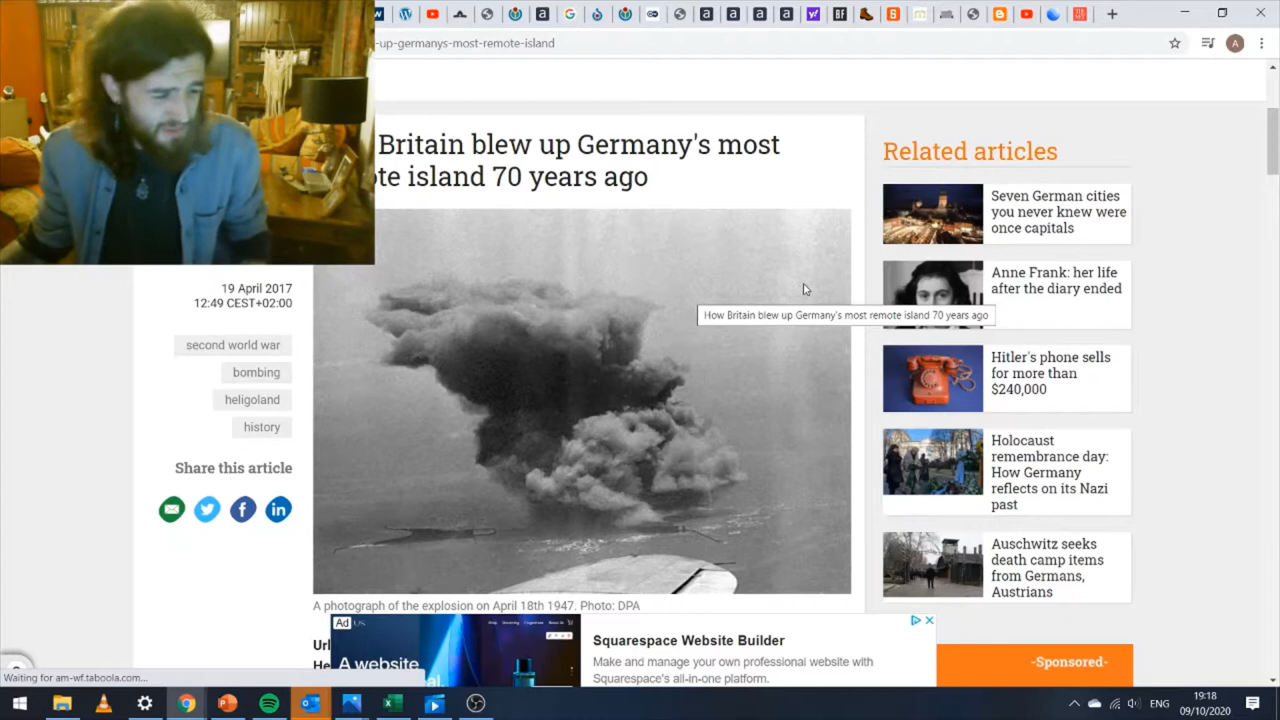 -up-germanys-most-remote-island
A
Britain blew up Germany's most
te island 70 years ago
Related articles
Seven German cities
you never knew were
once capitals
Anne Frank: her life
after the diary ended
Hitler's phone sells
for more than
$240,000
Holocaust
remembrance day:
How Germany
reflects on its Nazi
past
Auschwitz seeks
death camp items
from Germans,
Austrians
19 April 2017
12:49 CEST+02:00
second world war
bombing
heligoland
history
Share this article
How Britain blew up Germany's most remote island 70 years ago
A photograph of the explosion on April 18th 1947. Photo: DPA
Url
He
Ad
A website
Squarespace Website Builder
Make and manage your own professional website with
Squarespace's all-in-one platform.
-Sponsored-
Waiting for am-wf.taboola.com...
ENG
19:18
09/10/2020